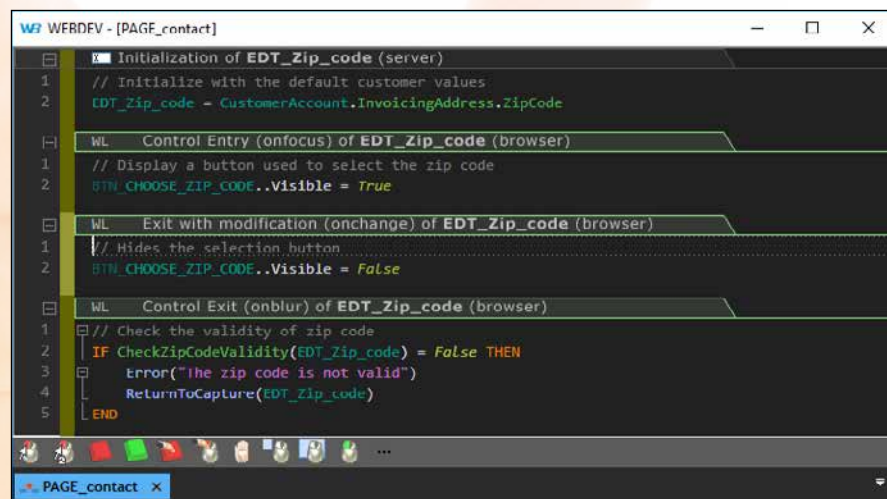 WEBDEV - [PAGE_contact]
Initialization of EDT_Zip_code (server)
1 // Initialize with the default customer values
2 EDT_Zip_code = CustomerAccount.InvoicingAddress.ZipCode
WL Control Entry (onfocus) of EDT_Zip_code (browser)
1 // Display a button used to select the zip code
2 BTN_CHOOSE_ZIP_CODE..Visible = True
WL Exit with modification (onchange) of EDT_Zip_code (browser)
1 // Hides the selection button
2 BTN_CHOOSE_ZIP_CODE..Visible = False
WL Control Exit (onblur) of EDT_Zip_code (browser)
1 // Check the validity of zip code
2 IF CheckZipCodeValidity(EDT_Zip_code) = False THEN
3 Error("The zip code is not valid")
4 ReturnToCapture(EDT_Zip_code)
5 END
...
PAGE_contact ×